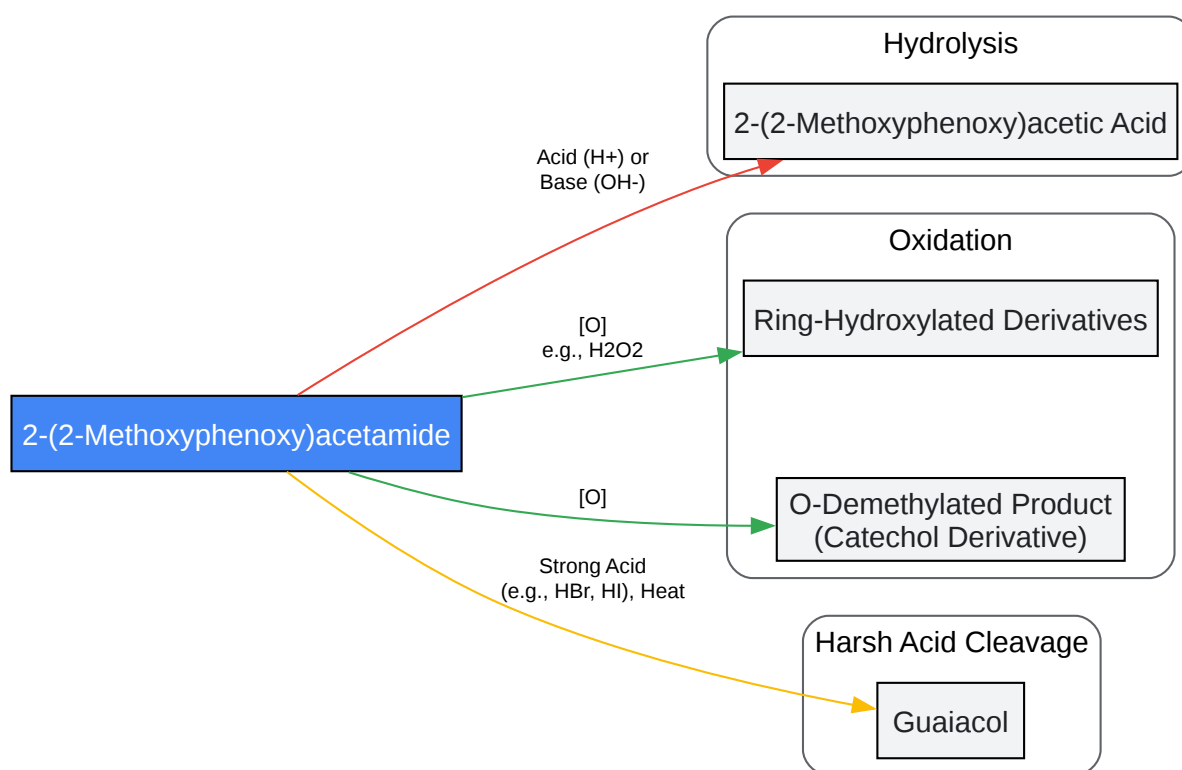 Hydrolysis
2-(2-Methoxyphenoxy)acetic Acid
Acid (H+) or
Base (OH-)
Oxidation
Ring-Hydroxylated Derivatives
[O]
e.g., H2O2
2-(2-Methoxyphenoxy)acetamide
[O]
O-Demethylated Product
(Catechol Derivative)
Strong Acid
(e.g., HBr, HI), Heat
Harsh Acid Cleavage
Guaiacol